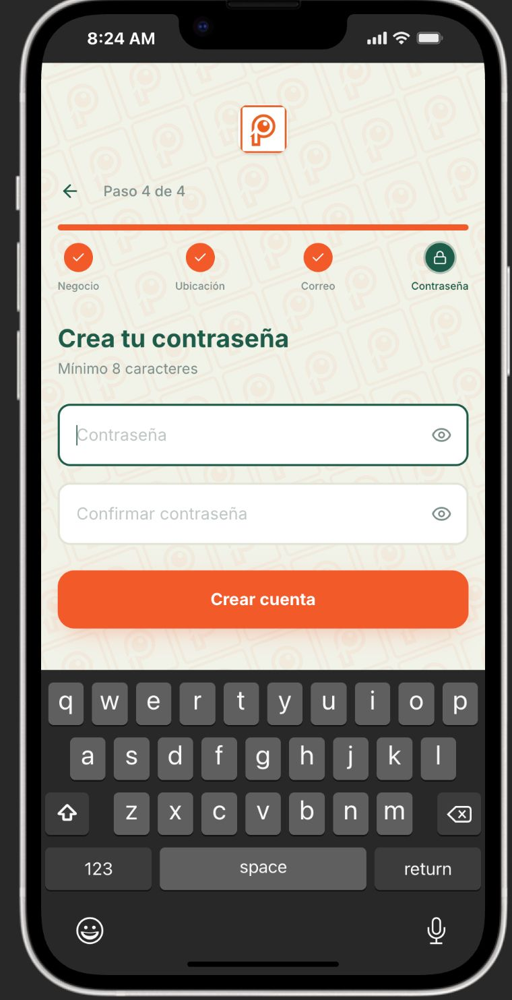 8:24 AM
Paso 4 de 4
Negocio Ubicación Correo Contraseña
Crea tu contraseña
Mínimo 8 caracteres
Contraseña
Confirmar contraseña
Crear cuenta
q w e r t y u i o p
a s d f g h j k l
z x c v b n m
123 space return